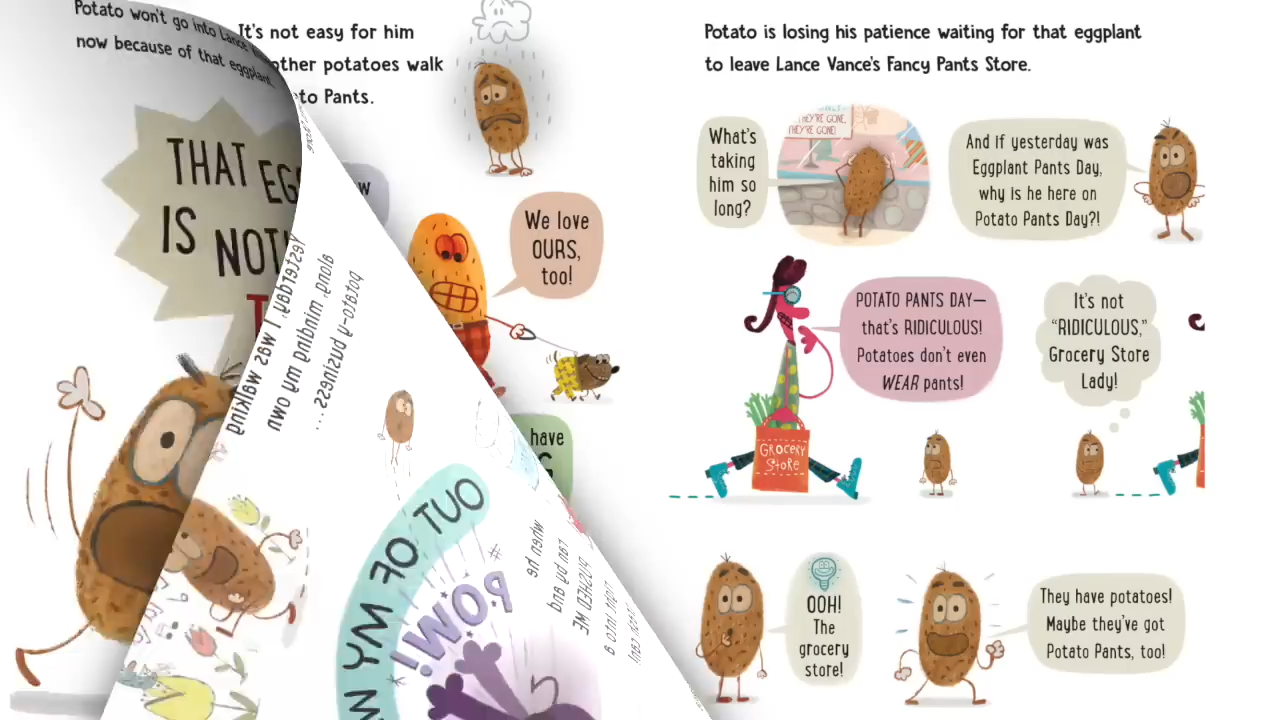 Potato won't go into Lance
now because of that eggplant.
THAT
IS NOT
It's not easy for him
other potatoes walk
Pants.
We love
OURS,
too!
have
Yesterday, I was walking
along, minding my own
potato-y business...
OUT OF MY
POW!
when he
ran by and
PUSHED ME
into a
Potato is losing his patience waiting for that eggplant
to leave Lance Vance's Fancy Pants Store.
What's
taking
him so
long?
THEY'RE GONE,
THEY'RE GONE!
And if yesterday was
Eggplant Pants Day,
why is he here on
Potato Pants Day?!
POTATO PANTS DAY—
that's RIDICULOUS!
Potatoes don't even
WEAR pants!
It's not
"RIDICULOUS,"
Grocery Store
Lady!
GROCERY
STORE
OOH!
The
grocery
store!
They have potatoes!
Maybe they've got
Potato Pants, too!